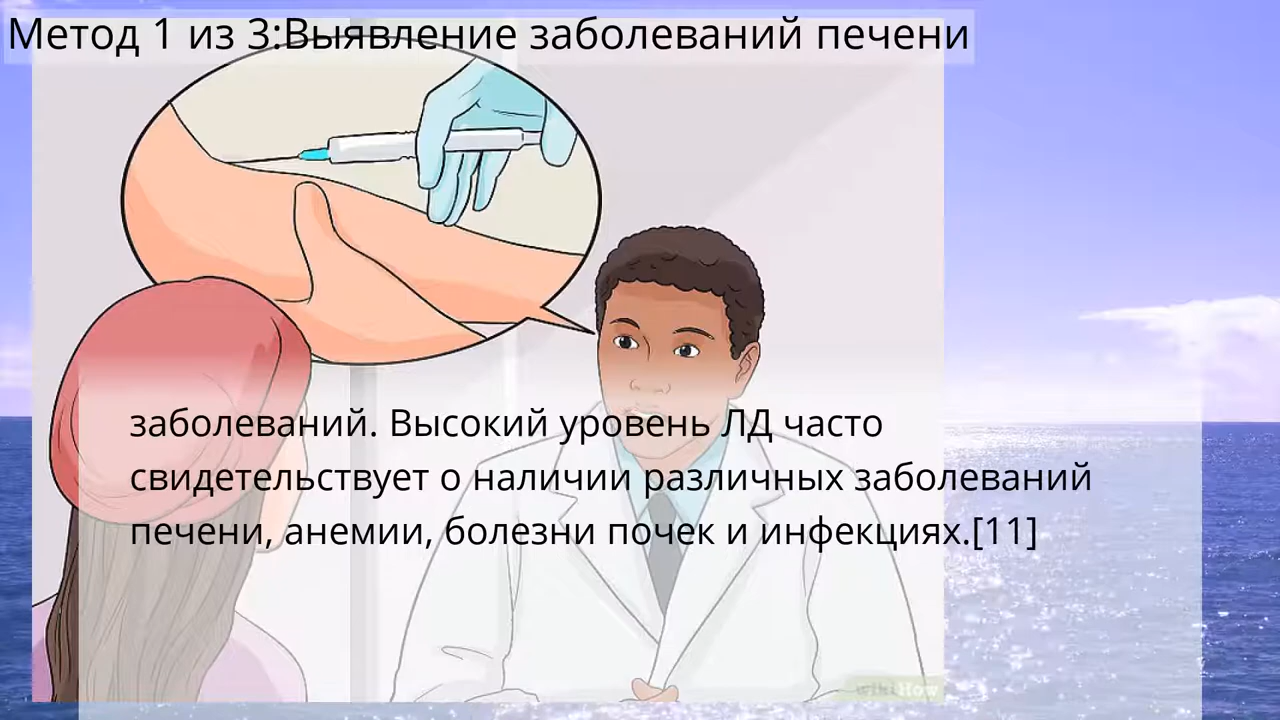 Метод 1 из 3:Выявление заболеваний печени
заболеваний. Высокий уровень ЛД часто
свидетельствует о наличии различных заболеваний
печени, анемии, болезни почек и инфекциях.[11]
wikiHow